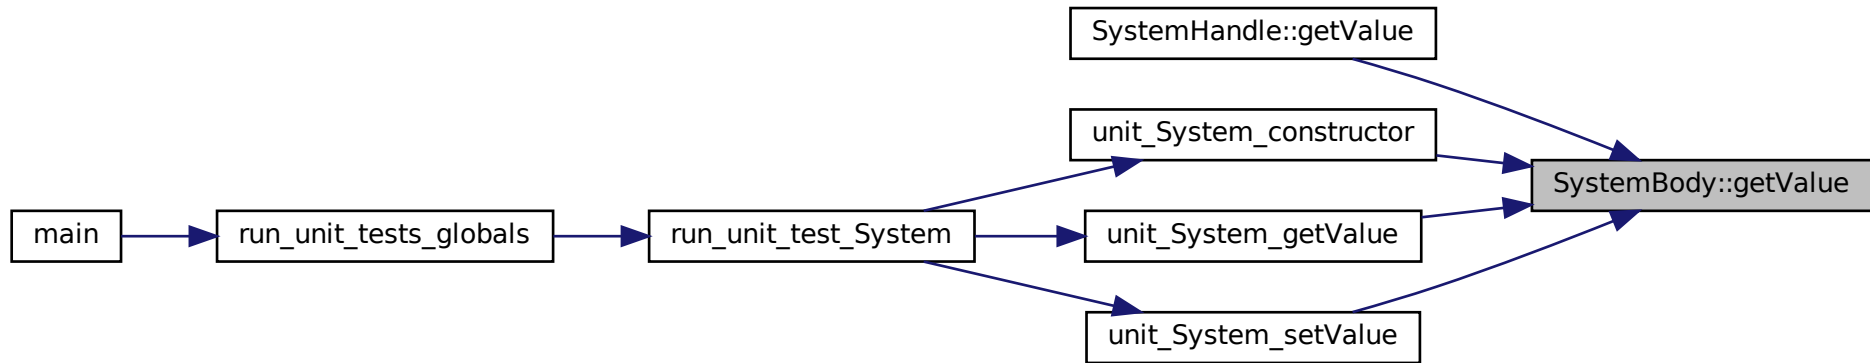 SystemHandle::getValue
unit_System_constructor
SystemBody::getValue
main
run_unit_tests_globals
run_unit_test_System
unit_System_getValue
unit_System_setValue